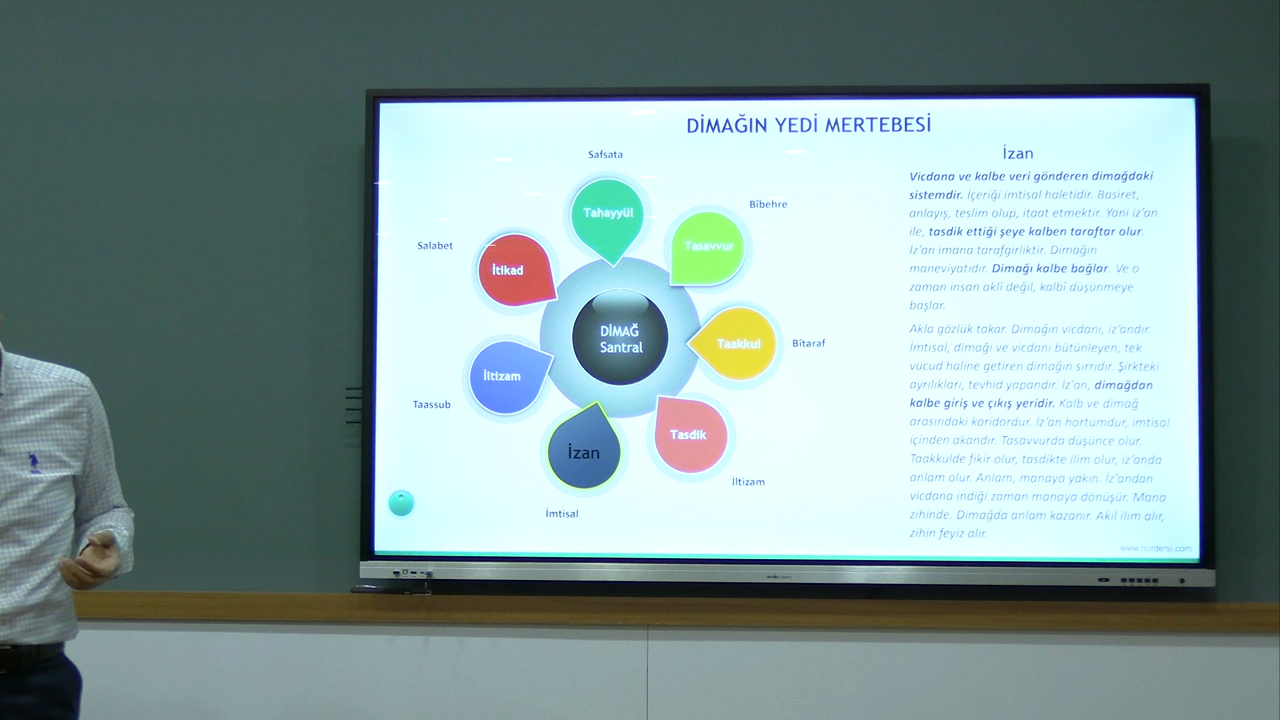 DİMAĞIN YEDİ MERTEBESİ
Safsata
Tahayyül
Bîbehre
Tasavvur
Bîtaraf
Taakkul
İltizam
Tasdik
İmtisal
İzan
Taassub
İltizam
Salabet
İtikad
DİMAĞ
Santral
İzan
Vicdana ve kalbe veri gönderen dimağdaki
sistemdir. İçeriği imtisal haletidir. Basiret,
anlayış, teslim olup, itaat etmektir. Yani iz'an
ile, tasdik ettiği şeye kalben taraftar olur.
İz'an imana tarafgirliktir. Dimağın
maneviyatıdır. Dimağı kalbe bağlar. Ve o
zaman insan aklî değil, kalbî düşünmeye
başlar.
Akla gözlük takar. Dimağın vicdanı, iz'andır.
İmtisal, dimağı ve vicdanı bütünleyen, tek
vücud haline getiren dimağın sırrıdır. Şirkteki
ayrılıkları, tevhid yapandır. İz'an, dimağdan
kalbe giriş ve çıkış yeridir. Kalb ve dimağ
arasındaki koridordur. İz'an hortumdur, imtisal
içinden akandır. Tasavvurda düşünce olur.
Taakkulde fikir olur, tasdikte ilim olur, iz'anda
anlam olur. Anlam, manaya yakın. İz'andan
vicdana indiği zaman manaya dönüşür. Mana
zihinde. Dimağda anlam kazanır. Akıl ilim alır,
zihin feyiz alır.
www.nurdersi.com